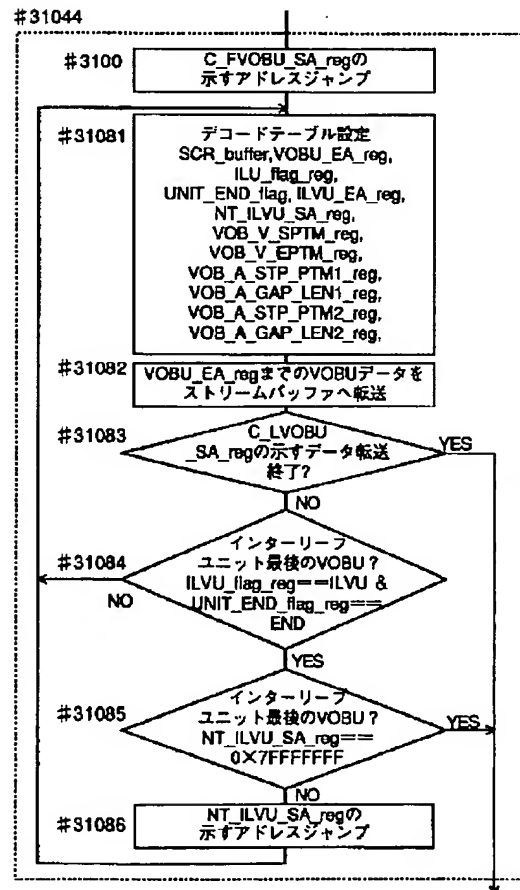 #31044
#3100
C_FVOBU_SA_regの
示すアドレスジャンプ
#31081
デコードテーブル設定
SCR_buffer,VOBU_EA_reg,
ILU_flag_reg,
UNIT_END_flag, ILVU_EA_reg,
NT_ILVU_SA_reg,
VOB_V_SPTM_reg,
VOB_V_EPTM_reg,
VOB_A_STP_PTM1_reg,
VOB_A_GAP_LEN1_reg,
VOB_A_STP_PTM2_reg,
VOB_A_GAP_LEN2_reg,
#31082
VOBU_EA_regまでのVOBUデータを
ストリームバッファへ転送
#31083
C_LVOBU
_SA_regの示すデータ転送
終了?
YES
NO
#31084
インターリーブ
ユニット最後のVOBU?
ILVU_flag_reg==ILVU &
UNIT_END_flag_reg==
END
NO
YES
#31085
インターリーブ
ユニット最後のVOBU?
NT_ILVU_SA_reg==
0×7FFFFFFF
YES
NO
#31086
NT_ILVU_SA_regの
示すアドレスジャンプ